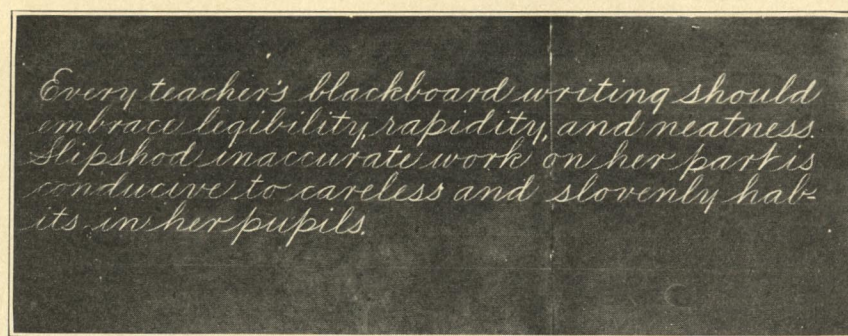 Every teacher's blackboard writing should
embrace legibility, rapidity, and neatness.
Slipshod inaccurate work on her part is
conducive to careless and slovenly hab-
its in her pupils.